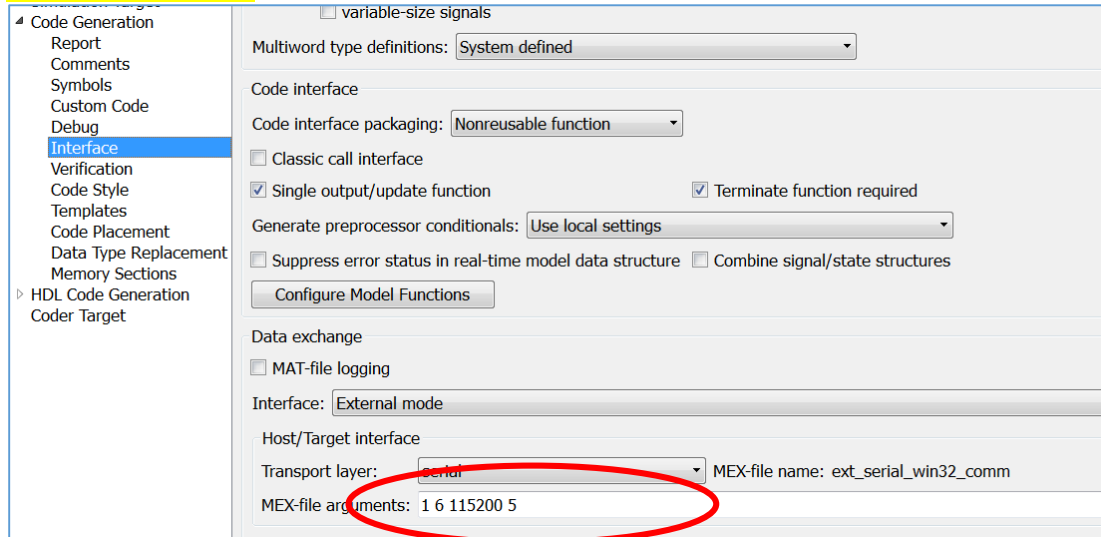 variable-size signals
Code Generation
Report
Comments
Symbols
Custom Code
Debug
Interface
Verification
Code Style
Templates
Code Placement
Data Type Replacement
Memory Sections
HDL Code Generation
Coder Target
Multiword type definitions: System defined
Code interface
Code interface packaging: Nonreusable function
Classic call interface
Single output/update function Terminate function required
Generate preprocessor conditionals: Use local settings
Suppress error status in real-time model data structure Combine signal/state structures
Configure Model Functions
Data exchange
MAT-file logging
Interface: External mode
Host/Target interface
Transport layer: serial MEX-file name: ext_serial_win32_comm
MEX-file arguments: 1 6 115200 5